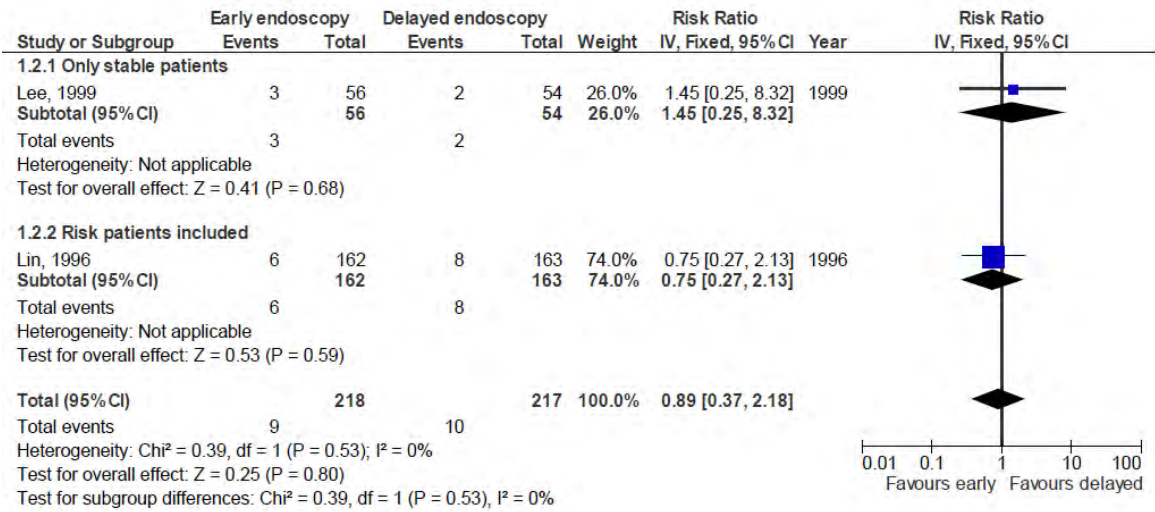 Early endoscopy Delayed endoscopy Risk Ratio Risk Ratio
Study or Subgroup Events Total Events Total Weight IV, Fixed, 95% CI Year IV, Fixed, 95% CI
1.2.1 Only stable patients
Lee, 1999 3 56 2 54 26.0% 1.45 [0.25, 8.32] 1999
Subtotal (95% CI) 56 54 26.0% 1.45 [0.25, 8.32]
Total events 3 2
Heterogeneity: Not applicable
Test for overall effect: Z = 0.41 (P = 0.68)
1.2.2 Risk patients included
Lin, 1996 6 162 8 163 74.0% 0.75 [0.27, 2.13] 1996
Subtotal (95% CI) 162 163 74.0% 0.75 [0.27, 2.13]
Total events 6 8
Heterogeneity: Not applicable
Test for overall effect: Z = 0.53 (P = 0.59)
Total (95% CI) 218 217 100.0% 0.89 [0.37, 2.18]
Total events 9 10
Heterogeneity: Chi² = 0.39, df = 1 (P = 0.53); I² = 0%
Test for overall effect: Z = 0.25 (P = 0.80)
Test for subgroup differences: Chi² = 0.39, df = 1 (P = 0.53), I² = 0%
0.01 0.1 1 10 100
Favours early Favours delayed